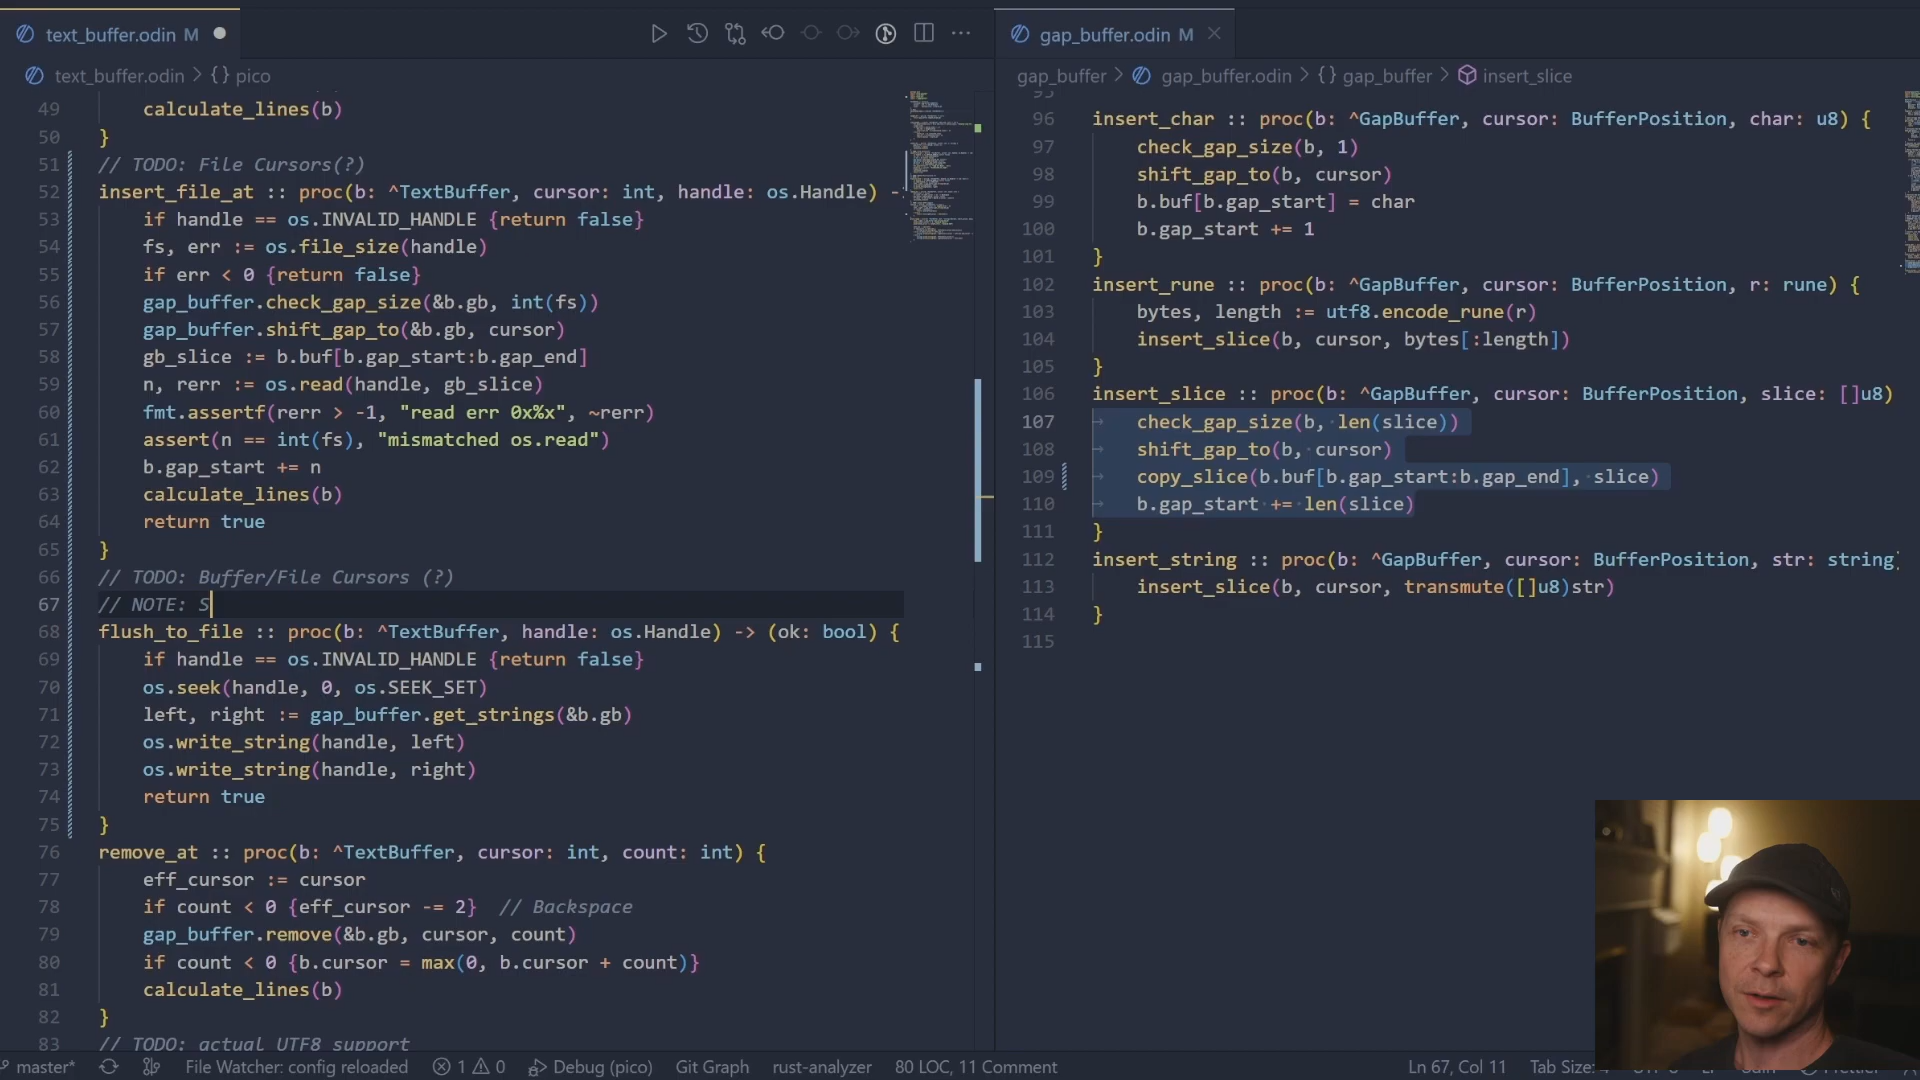 text_buffer.odin M
text_buffer.odin > {} pico
49 calculate_lines(b)
50 }
51 // TODO: File Cursors(?)
52 insert_file_at :: proc(b: ^TextBuffer, cursor: int, handle: os.Handle) -
53 if handle == os.INVALID_HANDLE {return false}
54 fs, err := os.file_size(handle)
55 if err < 0 {return false}
56 gap_buffer.check_gap_size(&b.gb, int(fs))
57 gap_buffer.shift_gap_to(&b.gb, cursor)
58 gb_slice := b.buf[b.gap_start:b.gap_end]
59 n, rerr := os.read(handle, gb_slice)
60 fmt.assertf(rerr > -1, "read err 0x%x", ~rerr)
61 assert(n == int(fs), "mismatched os.read")
62 b.gap_start += n
63 calculate_lines(b)
64 return true
65 }
66 // TODO: Buffer/File Cursors (?)
67 // NOTE: S
68 flush_to_file :: proc(b: ^TextBuffer, handle: os.Handle) -> (ok: bool) {
69 if handle == os.INVALID_HANDLE {return false}
70 os.seek(handle, 0, os.SEEK_SET)
71 left, right := gap_buffer.get_strings(&b.gb)
72 os.write_string(handle, left)
73 os.write_string(handle, right)
74 return true
75 }
76 remove_at :: proc(b: ^TextBuffer, cursor: int, count: int) {
77 eff_cursor := cursor
78 if count < 0 {eff_cursor -= 2} // Backspace
79 gap_buffer.remove(&b.gb, cursor, count)
80 if count < 0 {b.cursor = max(0, b.cursor + count)}
81 calculate_lines(b)
82 }
83 // TODO: actual UTF8 support
gap_buffer.odin M
gap_buffer > gap_buffer.odin > {} gap_buffer > insert_slice
95
96 insert_char :: proc(b: ^GapBuffer, cursor: BufferPosition, char: u8) {
97 check_gap_size(b, 1)
98 shift_gap_to(b, cursor)
99 b.buf[b.gap_start] = char
100 b.gap_start += 1
101 }
102 insert_rune :: proc(b: ^GapBuffer, cursor: BufferPosition, r: rune) {
103 bytes, length := utf8.encode_rune(r)
104 insert_slice(b, cursor, bytes[:length])
105 }
106 insert_slice :: proc(b: ^GapBuffer, cursor: BufferPosition, slice: []u8)
107 check_gap_size(b, len(slice))
108 shift_gap_to(b, cursor)
109 copy_slice(b.buf[b.gap_start:b.gap_end], slice)
110 b.gap_start += len(slice)
111 }
112 insert_string :: proc(b: ^GapBuffer, cursor: BufferPosition, str: string)
113 insert_slice(b, cursor, transmute([]u8)str)
114 }
115
master* File Watcher: config reloaded 1 0 Debug (pico) Git Graph rust-analyzer 80 LOC, 11 Comment Ln 67, Col 11 Tab Size: